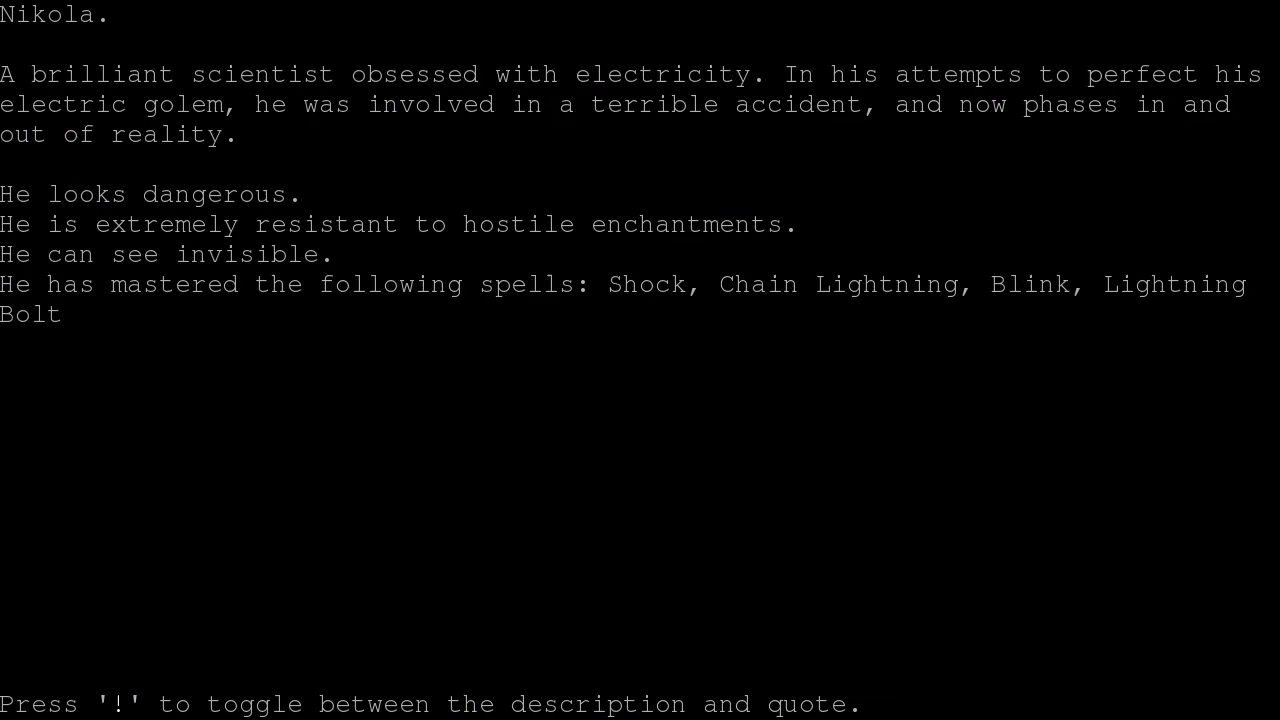 Nikola.
A brilliant scientist obsessed with electricity. In his attempts to perfect his
electric golem, he was involved in a terrible accident, and now phases in and
out of reality.
He looks dangerous.
He is extremely resistant to hostile enchantments.
He can see invisible.
He has mastered the following spells: Shock, Chain Lightning, Blink, Lightning
Bolt
Press '!' to toggle between the description and quote.